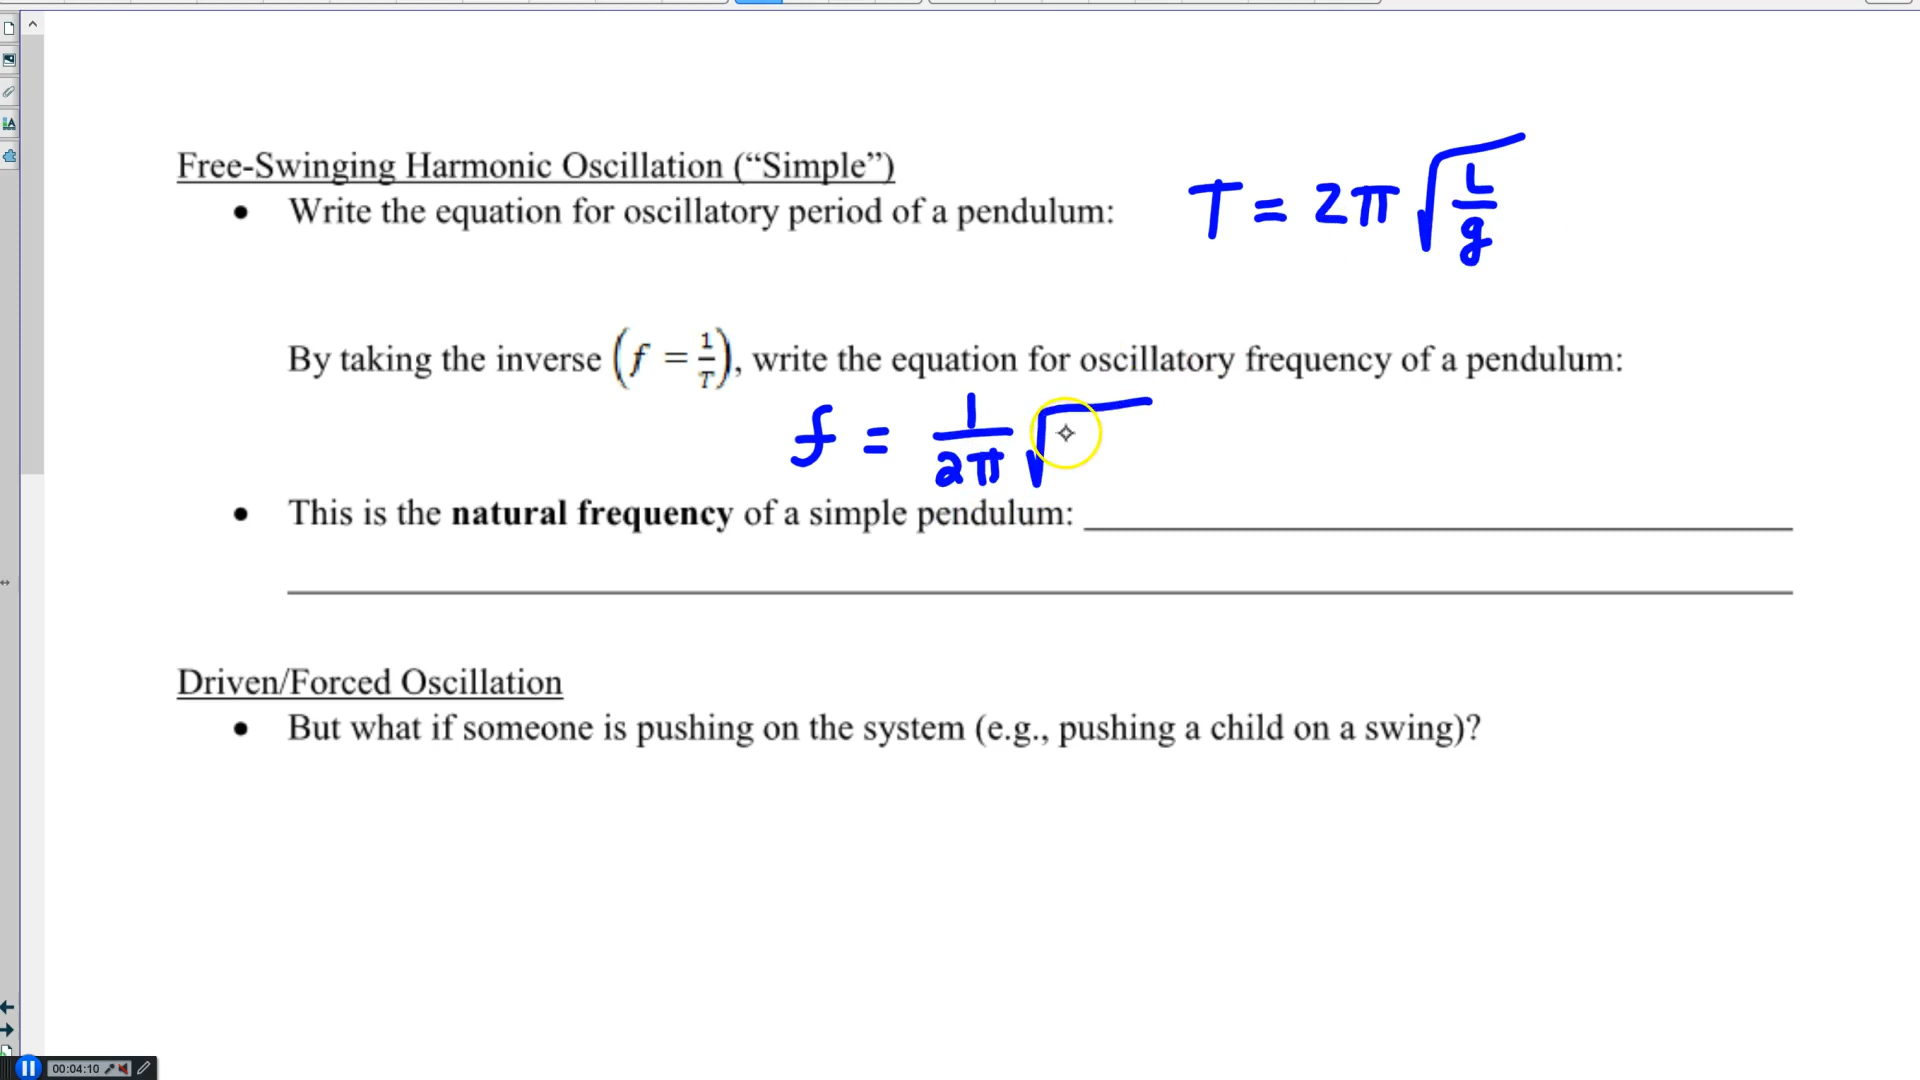 Free-Swinging Harmonic Oscillation (“Simple”)
• Write the equation for oscillatory period of a pendulum: T = 2π √(L/g)
By taking the inverse (f = 1/T), write the equation for oscillatory frequency of a pendulum:
f = 1/2π √
• This is the natural frequency of a simple pendulum:
Driven/Forced Oscillation
• But what if someone is pushing on the system (e.g., pushing a child on a swing)?
00:04:10